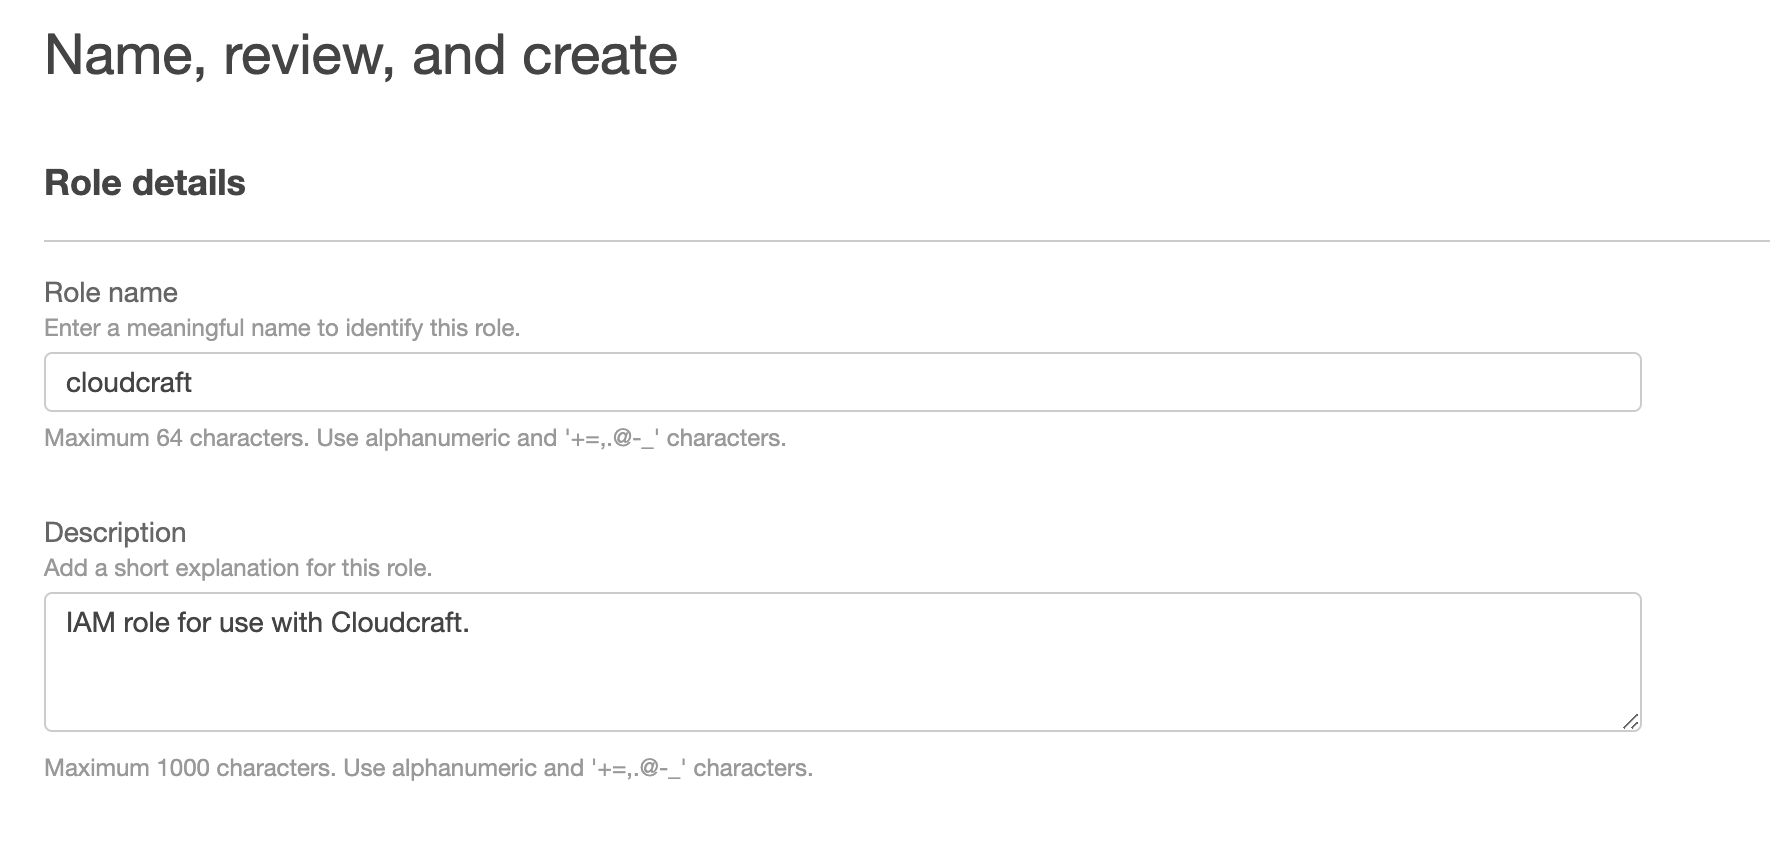 Name, review, and create
Role details
Role name
Enter a meaningful name to identify this role.
cloudcraft
Maximum 64 characters. Use alphanumeric and '+=,.@-_' characters.
Description
Add a short explanation for this role.
IAM role for use with Cloudcraft.
Maximum 1000 characters. Use alphanumeric and '+=,.@-_' characters.